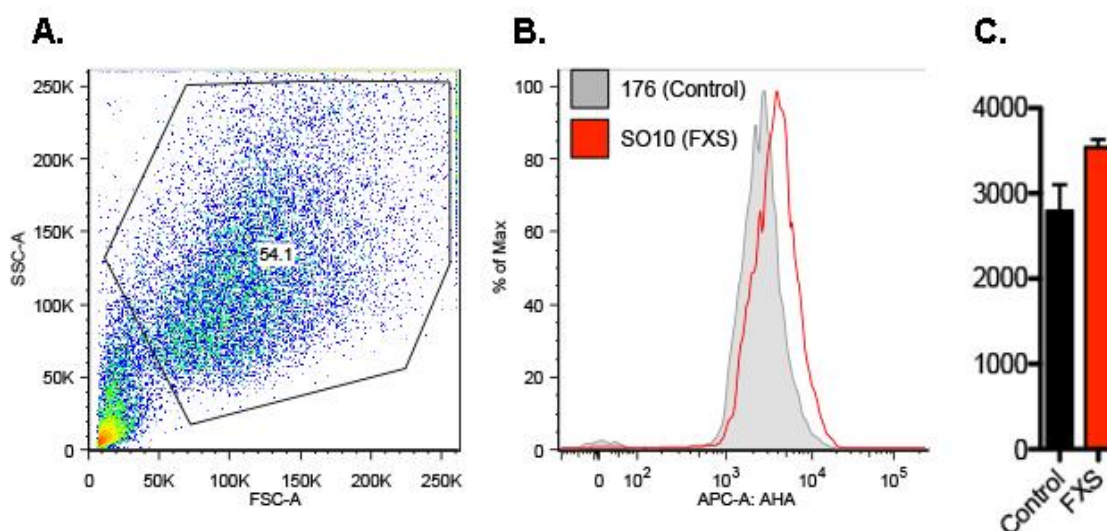 A.
250K
200K
150K
100K
50K
0
SSC-A
54.1
0 50K 100K 150K 200K 250K
FSC-A
B.
100
80
60
40
20
0
% of Max
176 (Control)
SO10 (FXS)
0 10² 10³ 10⁴ 10⁵
APC-A: AHA
C.
4000
3000
2000
1000
0
Control
FXS